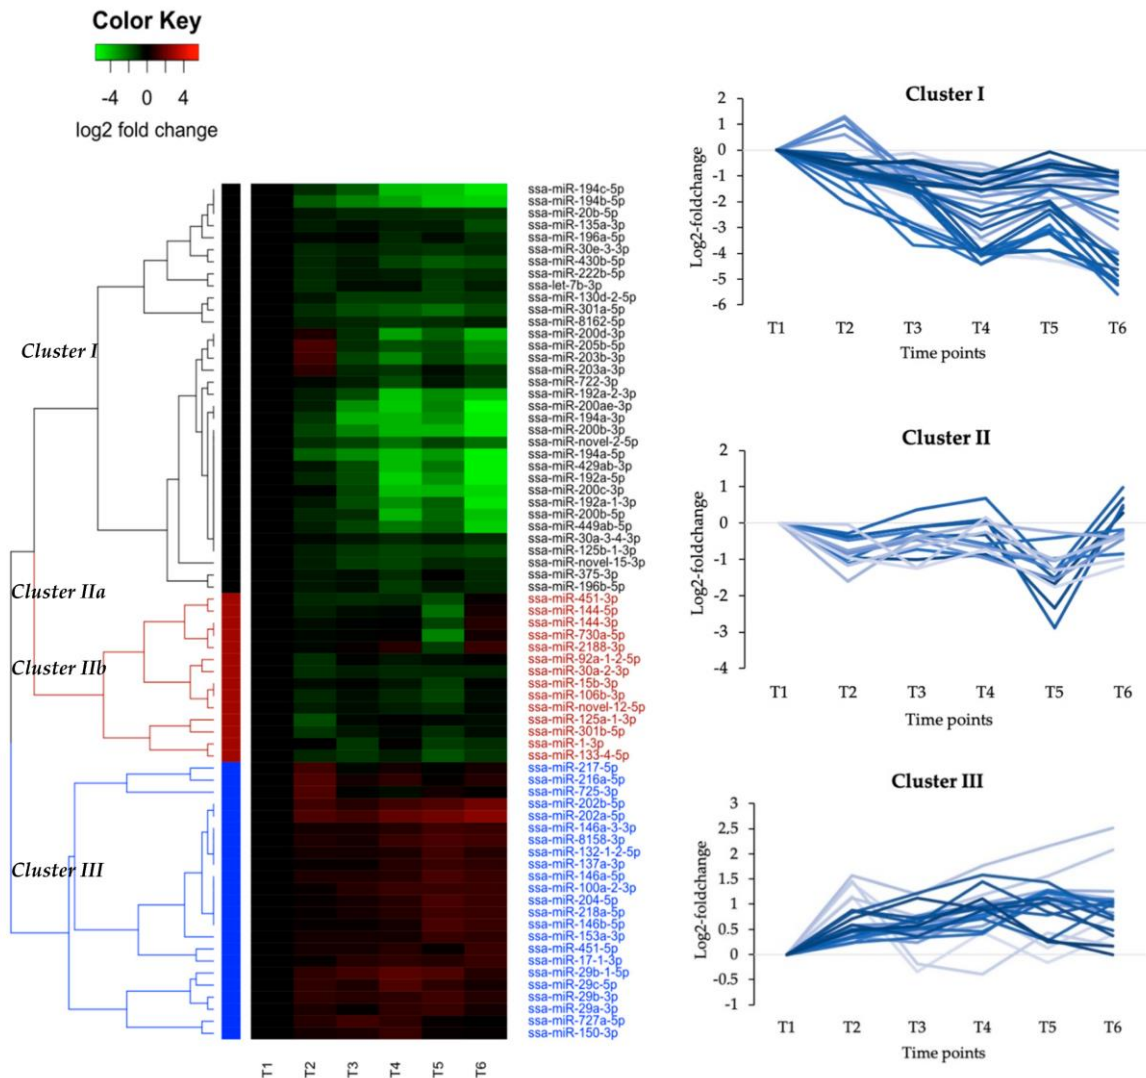 Color Key
-4 0 4
log2 fold change
Cluster I
Cluster IIa
Cluster IIb
Cluster III
ssa-miR-194c-5p
ssa-miR-194b-5p
ssa-miR-20b-5p
ssa-miR-135a-3p
ssa-miR-196a-5p
ssa-miR-30e-3-3p
ssa-miR-430b-5p
ssa-miR-222b-5p
ssa-let-7b-3p
ssa-miR-130d-2-5p
ssa-miR-301a-5p
ssa-miR-8162-5p
ssa-miR-200d-3p
ssa-miR-205b-5p
ssa-miR-203b-3p
ssa-miR-203a-3p
ssa-miR-722-3p
ssa-miR-192a-2-3p
ssa-miR-200ae-3p
ssa-miR-194a-3p
ssa-miR-200b-3p
ssa-miR-novel-2-5p
ssa-miR-194a-5p
ssa-miR-429ab-3p
ssa-miR-192a-5p
ssa-miR-200c-3p
ssa-miR-192a-1-3p
ssa-miR-200b-5p
ssa-miR-449ab-5p
ssa-miR-30a-3-4-3p
ssa-miR-125b-1-3p
ssa-miR-novel-15-3p
ssa-miR-375-3p
ssa-miR-196b-5p
ssa-miR-451-3p
ssa-miR-144-5p
ssa-miR-144-3p
ssa-miR-730a-5p
ssa-miR-2188-3p
ssa-miR-92a-1-2-5p
ssa-miR-30a-2-3p
ssa-miR-15b-3p
ssa-miR-106b-3p
ssa-miR-novel-12-5p
ssa-miR-125a-1-3p
ssa-miR-301b-5p
ssa-miR-1-3p
ssa-miR-133-4-5p
ssa-miR-217-5p
ssa-miR-216a-5p
ssa-miR-725-3p
ssa-miR-202b-5p
ssa-miR-202a-5p
ssa-miR-146a-3-3p
ssa-miR-8158-3p
ssa-miR-132-1-2-5p
ssa-miR-137a-3p
ssa-miR-146a-5p
ssa-miR-100a-2-3p
ssa-miR-204-5p
ssa-miR-218a-5p
ssa-miR-146b-5p
ssa-miR-153a-3p
ssa-miR-451-5p
ssa-miR-17-1-3p
ssa-miR-29b-1-5p
ssa-miR-29c-5p
ssa-miR-29b-3p
ssa-miR-29a-3p
ssa-miR-727a-5p
ssa-miR-150-3p
T1 T2 T3 T4 T5 T6
Cluster I
Log2-foldchange
2
1
0
-1
-2
-3
-4
-5
-6
T1 T2 T3 T4 T5 T6
Time points
Cluster II
Log2-foldchange
2
1
0
-1
-2
-3
-4
T1 T2 T3 T4 T5 T6
Time points
Cluster III
Log2-foldchange
3
2.5
2
1.5
1
0.5
0
-0.5
-1
T1 T2 T3 T4 T5 T6
Time points